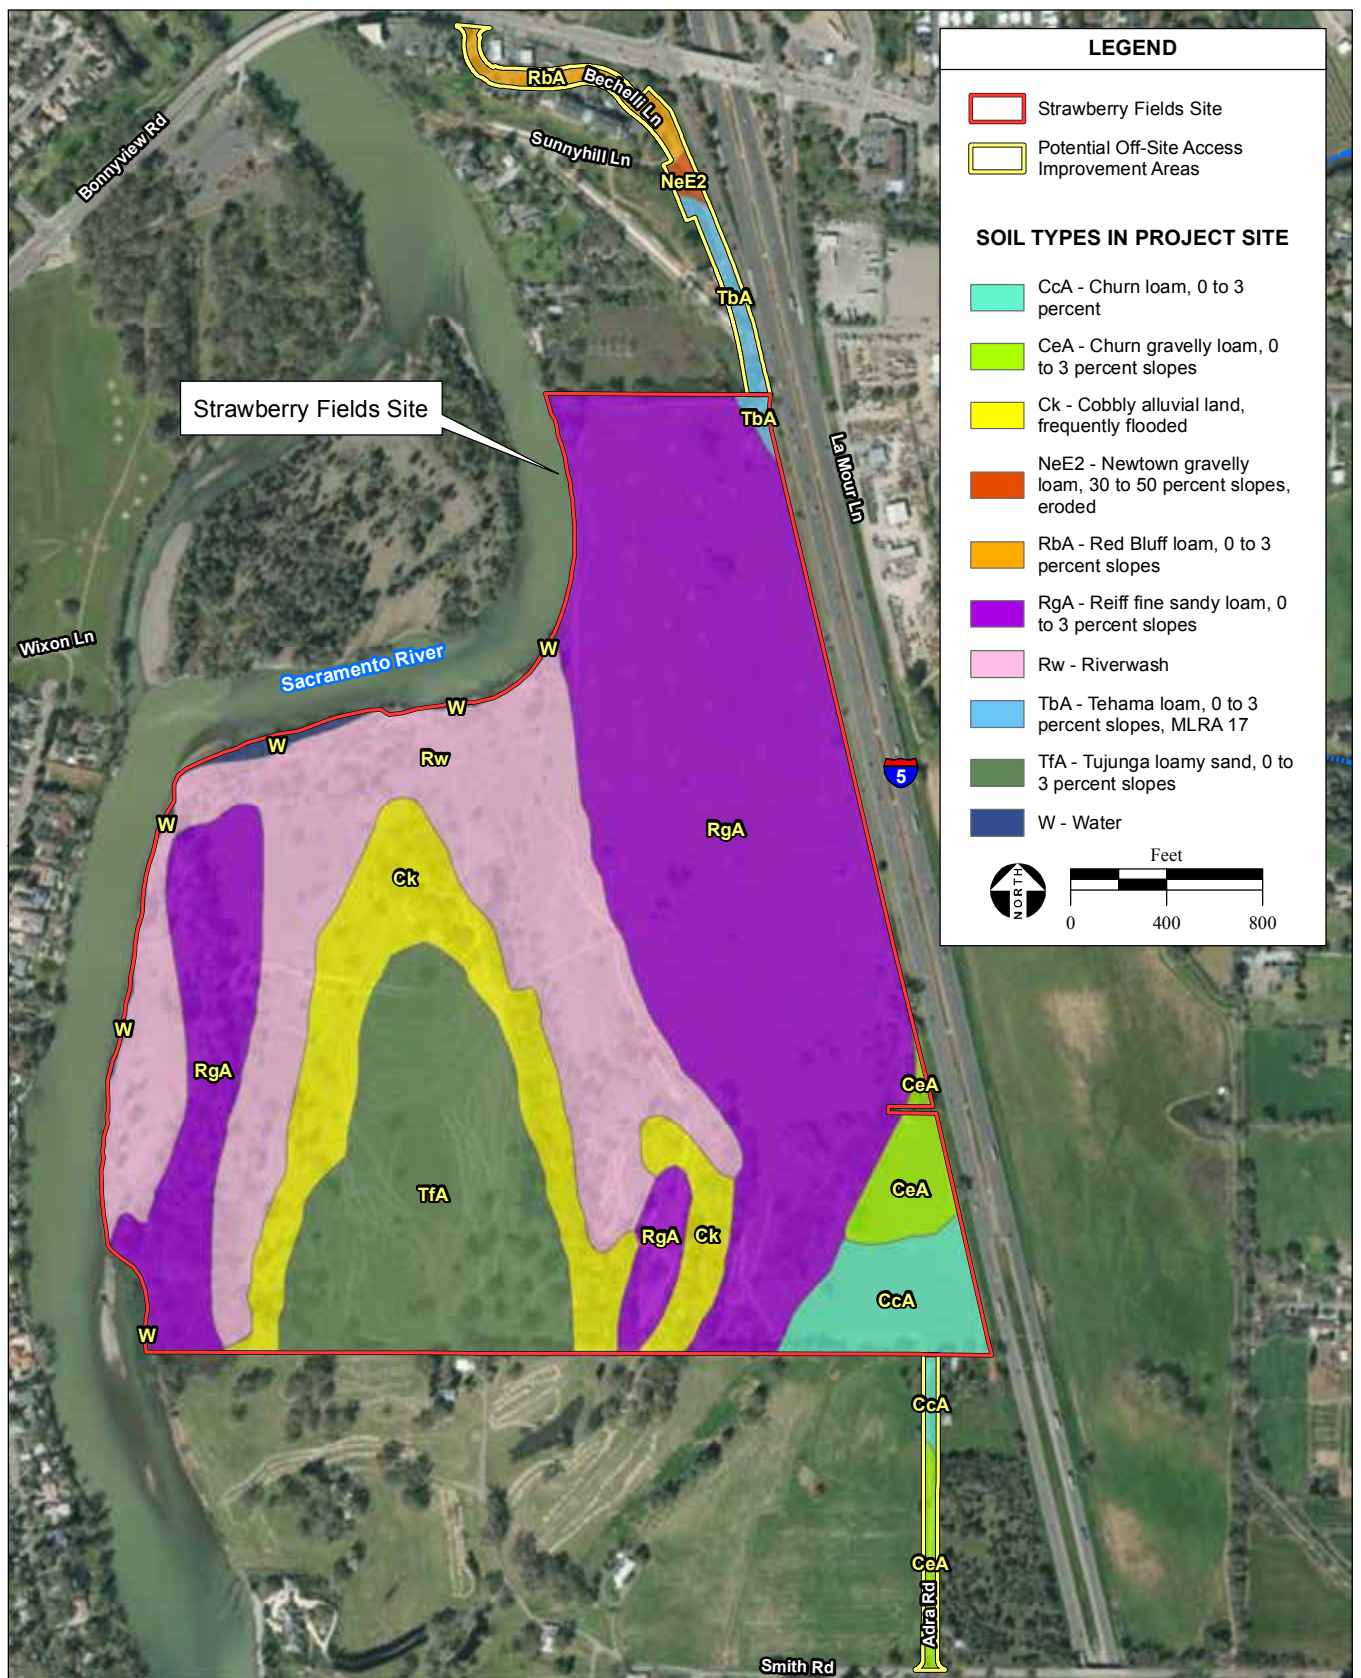 LEGEND
Strawberry Fields Site
Potential Off-Site Access
Improvement Areas
SOIL TYPES IN PROJECT SITE
CcA - Churn loam, 0 to 3
percent
CeA - Churn gravelly loam, 0
to 3 percent slopes
Ck - Cobbly alluvial land,
frequently flooded
NeE2 - Newtown gravelly
loam, 30 to 50 percent slopes,
eroded
RbA - Red Bluff loam, 0 to 3
percent slopes
RgA - Reiff fine sandy loam, 0
to 3 percent slopes
Rw - Riverwash
TbA - Tehama loam, 0 to 3
percent slopes, MLRA 17
TfA - Tujunga loamy sand, 0 to
3 percent slopes
W - Water
NORTH
Feet
0 400 800
RbA
Bechelli Ln
Bonnyview Rd
Sunnyhill Ln
NeE2
TbA
Strawberry Fields Site
TbA
La Mour Ln
Wixon Ln
Sacramento River
W
W
W
Rw
5
W
RgA
Ck
W
RgA
CeA
TfA
CeA
RgA
Ck
CcA
W
CcA
CeA
Adra Rd
Smith Rd